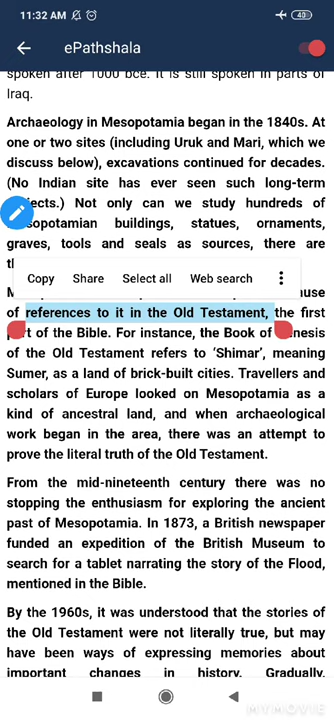 11:32 AM
40
ePathshala
spoken after 1000 bce. It is still spoken in parts of
Iraq.
Archaeology in Mesopotamia began in the 1840s. At
one or two sites (including Uruk and Mari, which we
discuss below), excavations continued for decades.
(No Indian site has ever seen such long-term
jects.) Not only can we study hundreds of
sopotamian buildings, statues, ornaments,
graves, tools and seals as sources, there are
Copy Share Select all Web search
of references to it in the Old Testament, the first
of the Bible. For instance, the Book of
of the Old Testament refers to ‘Shimar’, meaning
Sumer, as a land of brick-built cities. Travellers and
scholars of Europe looked on Mesopotamia as a
kind of ancestral land, and when archaeological
work began in the area, there was an attempt to
prove the literal truth of the Old Testament.
From the mid-nineteenth century there was no
stopping the enthusiasm for exploring the ancient
past of Mesopotamia. In 1873, a British newspaper
funded an expedition of the British Museum to
search for a tablet narrating the story of the Flood,
mentioned in the Bible.
By the 1960s, it was understood that the stories of
the Old Testament were not literally true, but may
have been ways of expressing memories about
important changes in history. Gradually,
MYMOVIE